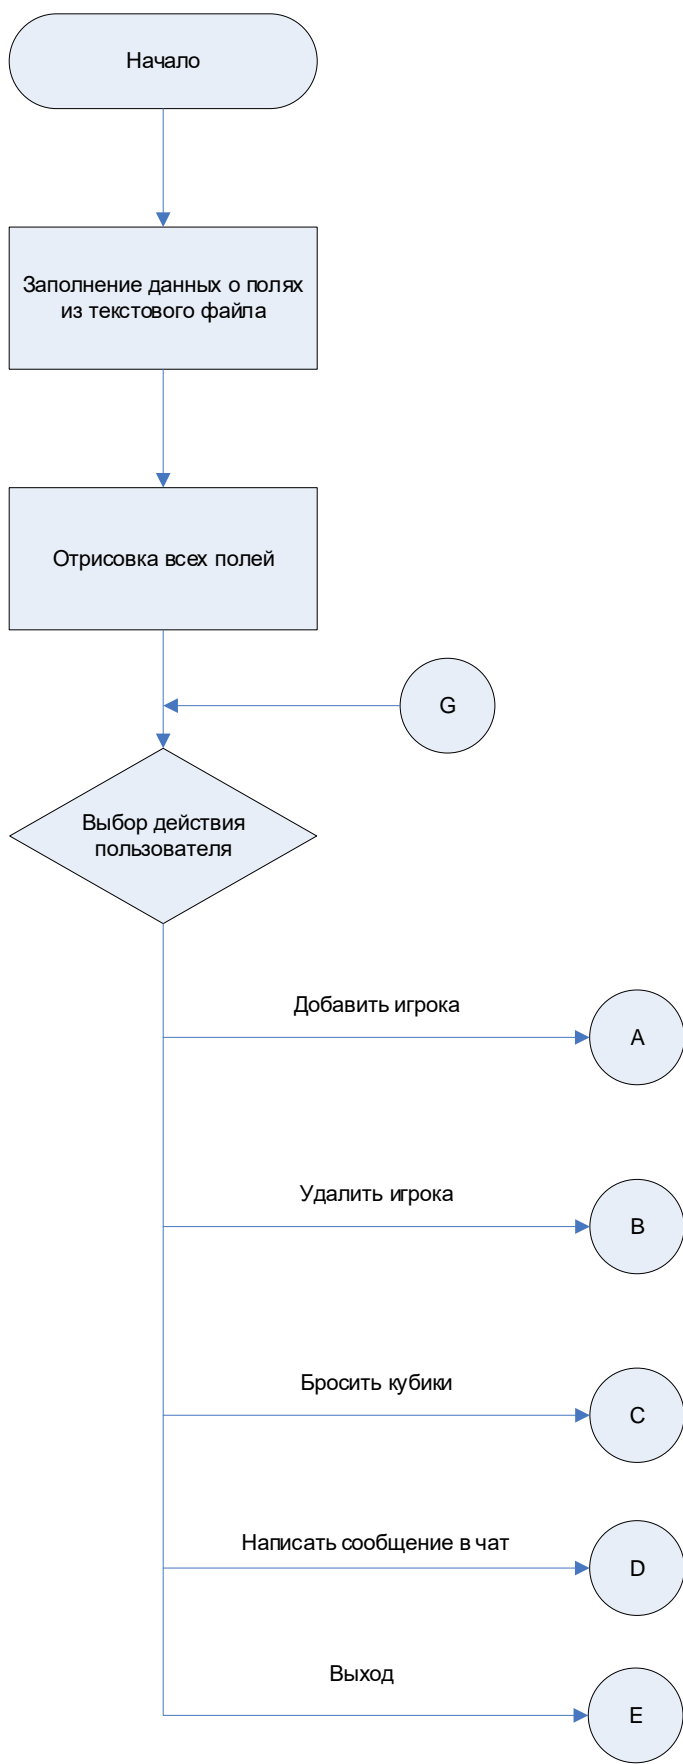 Начало
Заполнение данных о полях
из текстового файла
Отрисовка всех полей
G
Выбор действия
пользователя
Добавить игрока
A
Удалить игрока
B
Бросить кубики
C
Написать сообщение в чат
D
Выход
E